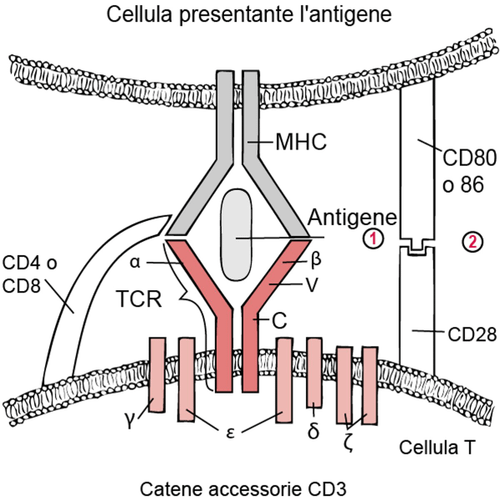 Cellula presentante l'antigene
MHC
CD80
o 86
Antigene
1
2
CD4 o
CD8
α
β
TCR
V
C
CD28
γ
ε
δ
ζ
Cellula T
Catene accessorie CD3